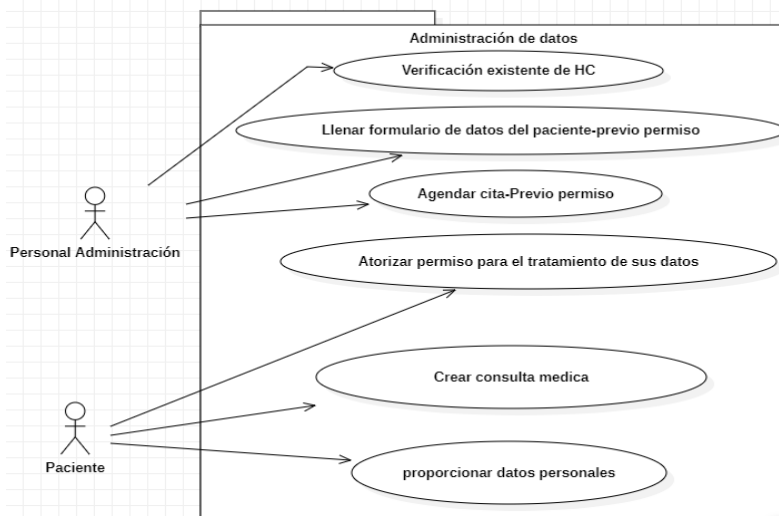 Administración de datos
Verificación existente de HC
Llenar formulario de datos del paciente-previo permiso
Agendar cita-Previo permiso
Personal Administración
Atorizar permiso para el tratamiento de sus datos
Crear consulta medica
Paciente
proporcionar datos personales